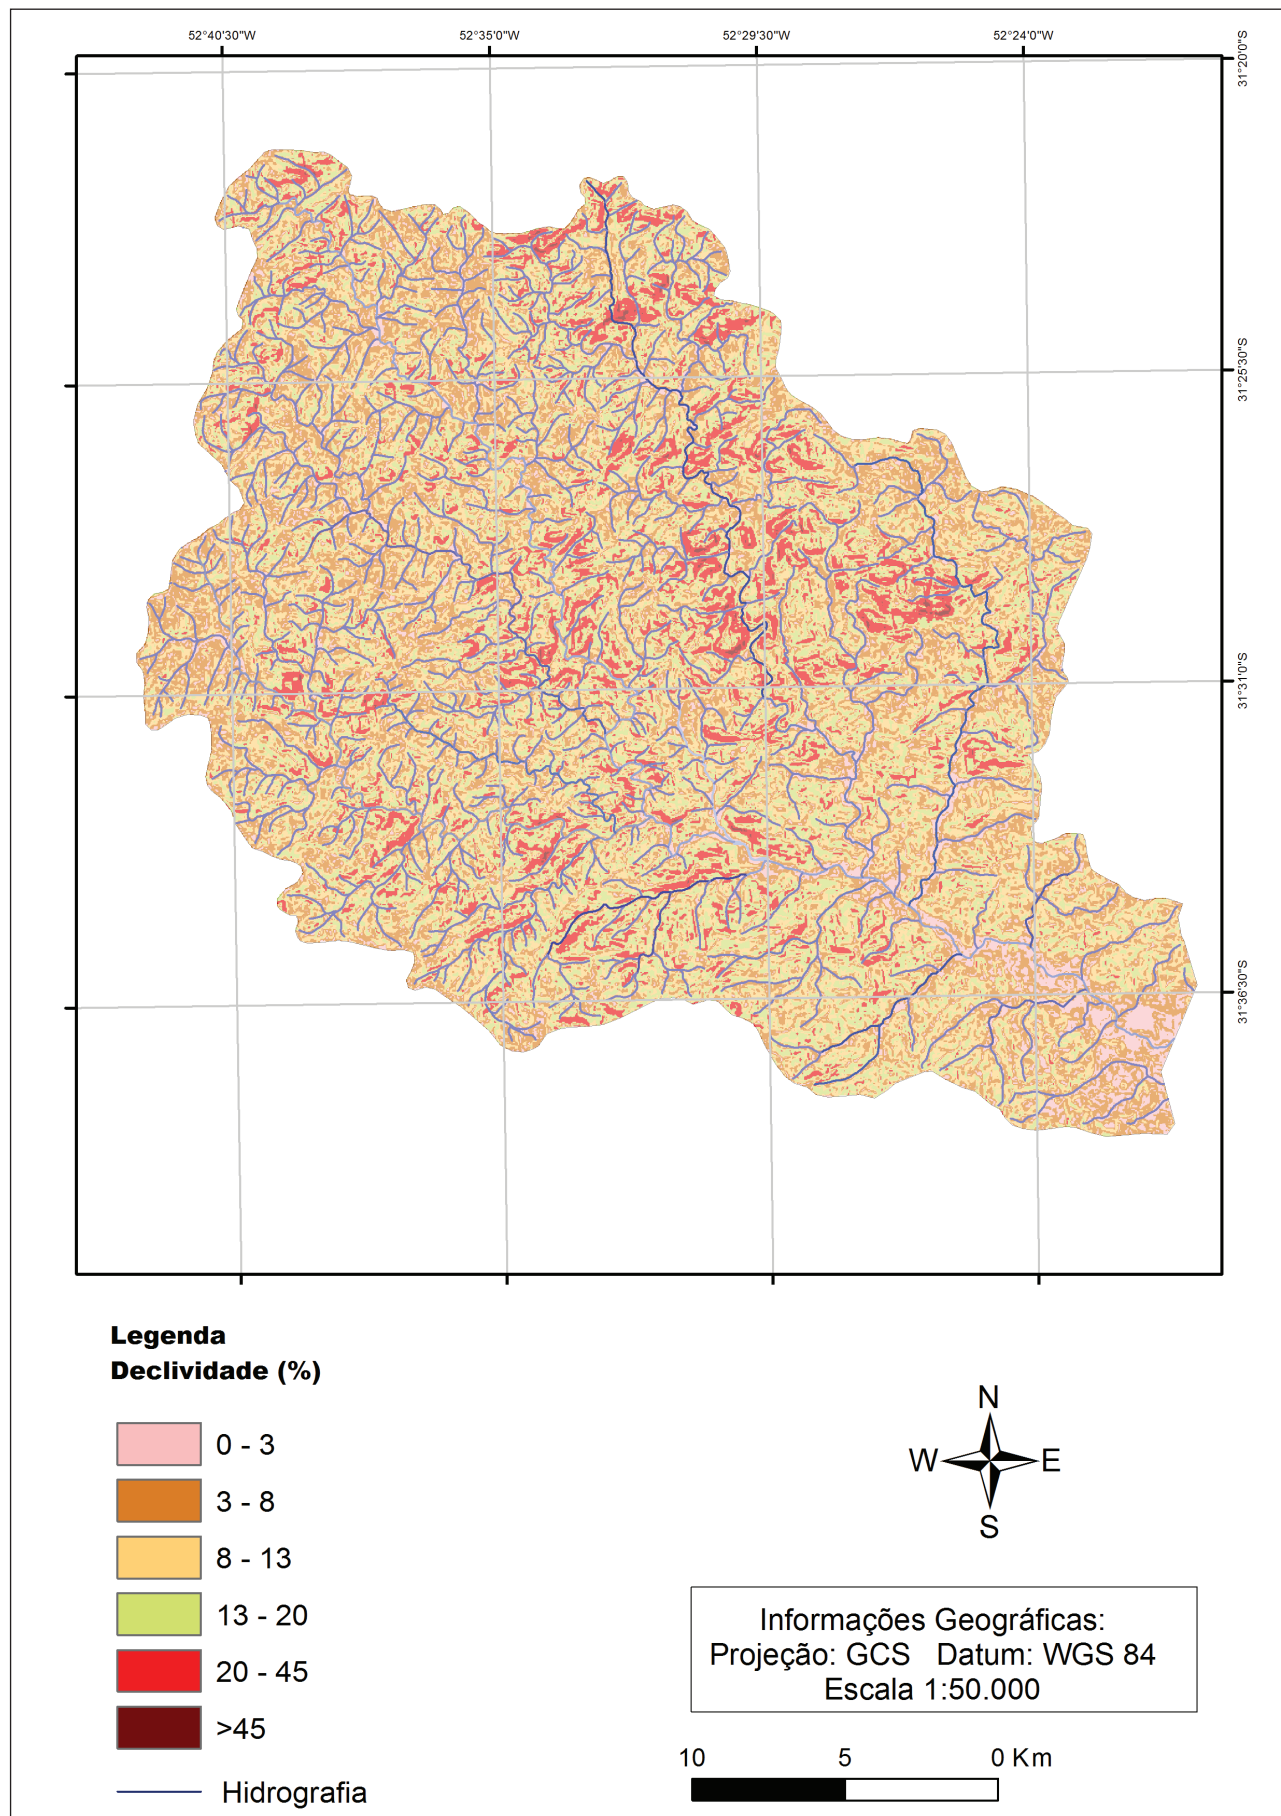 52°40'30"W
52°35'0"W
52°29'30"W
52°24'0"W
31°20'0"S
31°25'30"S
31°31'0"S
31°36'30"S
Legenda
Declividade (%)
0 - 3
3 - 8
8 - 13
13 - 20
20 - 45
>45
Hidrografia
N
W
E
S
Informações Geográficas:
Projeção: GCS Datum: WGS 84
Escala 1:50.000
10 5 0 Km